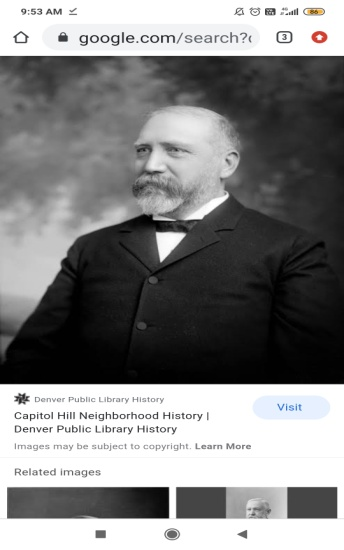 9:53 AM
86
google.com/search?
3
Denver Public Library History
Capitol Hill Neighborhood History |
Denver Public Library History
Visit
Images may be subject to copyright. Learn More
Related images